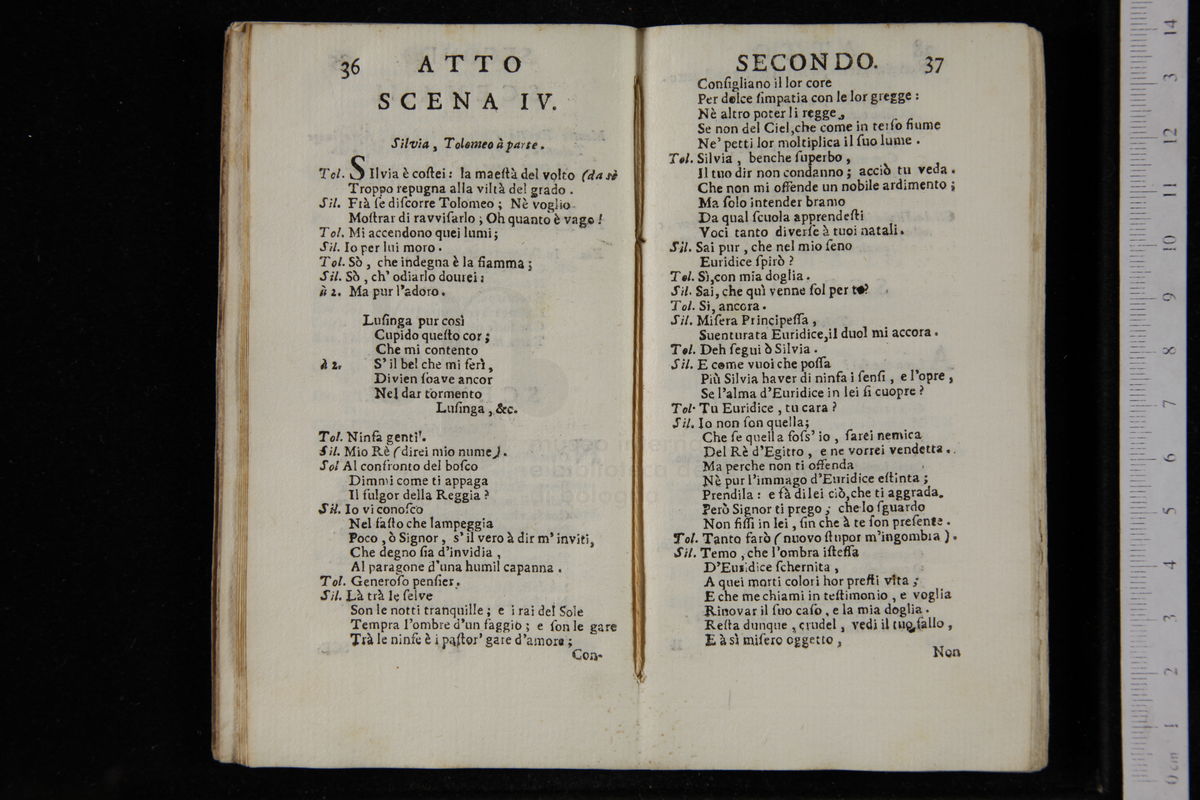 36 ATTO
SCENA IV.
Silvia, Tolomeo à parte.
Tol. SIlvia è coſtei: la maeſtà del volto (da sè
Troppo repugna alla viltà del grado.
Sil. Frà ſe diſcorre Tolomeo; Nè voglio
Moſtrar di ravviſarlo; Oh quanto è vago!
Tol. Mi accendono quei lumi;
Sil. Io per lui moro.
Tol. Sò, che indegna è la fiamma;
Sil. Sò, ch' odiarlo dourei:
à 2. Ma pur l'adoro.
Luſinga pur così
Cupido queſto cor;
Che mi contento
à 2. S' il bel che mi ferì,
Divien ſoave ancor
Nel dar tormento
Luſinga, &c.
Tol. Ninfa gentil.
Sil. Mio Rè (direi mio nume).
Sol Al confronto del boſco
Dimmi come ti appaga
Il fulgor della Reggia?
Sil. Io vi conoſco
Nel faſto che lampeggia
Poco, ò Signor, s' il vero à dir m' inviti,
Che degno ſia d'invidia,
Al paragone d'una humil capanna.
Tol. Generoſo penſier.
Sil. Là trà le ſelve
Son le notti tranquille; e i rai del Sole
Tempra l'ombre d'un faggio; e ſon le gare
Trà le ninfe è i paſtor' gare d'amore;
Con-
SECONDO. 37
Conſigliano il lor core
Per dolce ſimpatia con le lor gregge:
Nè altro poter li regge,
Se non del Ciel,che come in terſo fiume
Ne' petti lor moltiplica il ſuo lume.
Tol. Silvia, benche ſuperbo,
Il tuo dir non condanno; acciò tu veda.
Che non mi offende un nobile ardimento;
Ma ſolo intender bramo
Da qual ſcuola apprendeſti
Voci tanto diverſe à tuoi natali.
Sil. Sai pur, che nel mio ſeno
Euridice ſpirò?
Tol. Sì,con mia doglia.
Sil. Sai, che quì venne ſol per te?
Tol. Sì, ancora.
Sil. Miſera Principeſſa,
Suenturata Euridice,il duol mi accora.
Tol. Deh ſegui ò Silvia.
Sil. E come vuoi che poſſa
Più Silvia haver di ninfa i ſenſi, e l'opre,
Se l'alma d'Euridice in lei ſi cuopre?
Tol. Tu Euridice, tu cara?
Sil. Io non ſon quella;
Che ſe quella foſs' io, ſarei nemica
Del Rè d'Egitto, e ne vorrei vendetta.
Ma perche non ti offenda
Nè pur l'immago d'Euridice eſtinta;
Prendila: e fà di lei ciò,che ti aggrada.
Però Signor ti prego; che lo ſguardo
Non fiſſi in lei, ſin che à te ſon preſente.
Tol. Tanto farò (nuovo ſtupor m'ingombra).
Sil. Temo, che l'ombra iſteſſa
D'Euridice ſchernita,
A quei morti colori hor preſti vita;
E che me chiami in teſtimonio, e voglia
Rinovar il ſuo caſo, e la mia doglia.
Reſta dunque, crudel, vedi il tuo fallo,
E à sì miſero oggetto,
Non